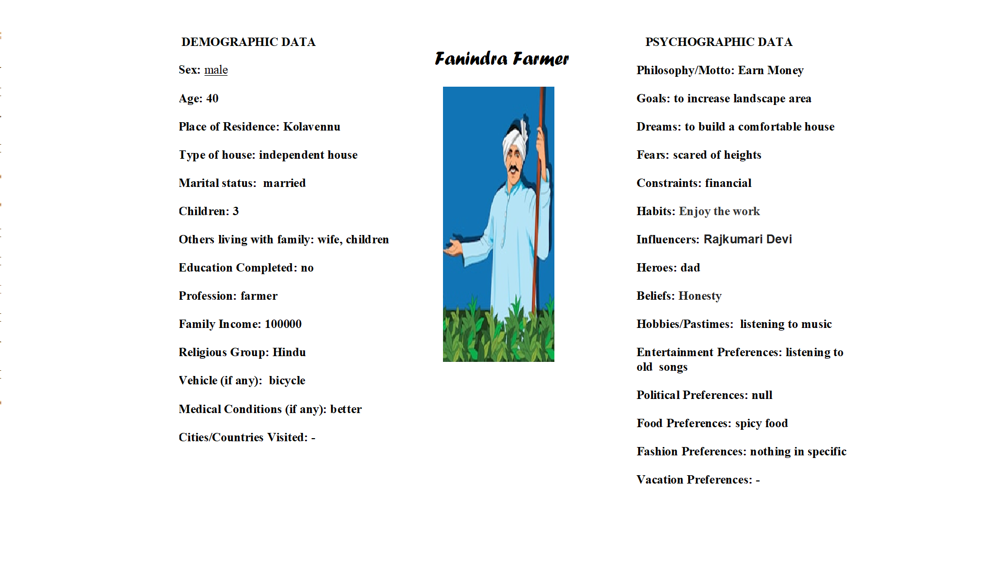 DEMOGRAPHIC DATA
Sex: male
Age: 40
Place of Residence: Kolavennu
Type of house: independent house
Marital status:  married
Children: 3
Others living with family: wife, children
Education Completed: no
Profession: farmer
Family Income: 100000
Religious Group: Hindu
Vehicle (if any):  bicycle
Medical Conditions (if any): better
Cities/Countries Visited: -
Fanindra Farmer
PSYCHOGRAPHIC DATA
Philosophy/Motto: Earn Money
Goals: to increase landscape area
Dreams: to build a comfortable house
Fears: scared of heights
Constraints: financial
Habits: Enjoy the work
Influencers: Rajkumari Devi
Heroes: dad
Beliefs: Honesty
Hobbies/Pastimes:  listening to music
Entertainment Preferences: listening to
old  songs
Political Preferences: null
Food Preferences: spicy food
Fashion Preferences: nothing in specific
Vacation Preferences: -